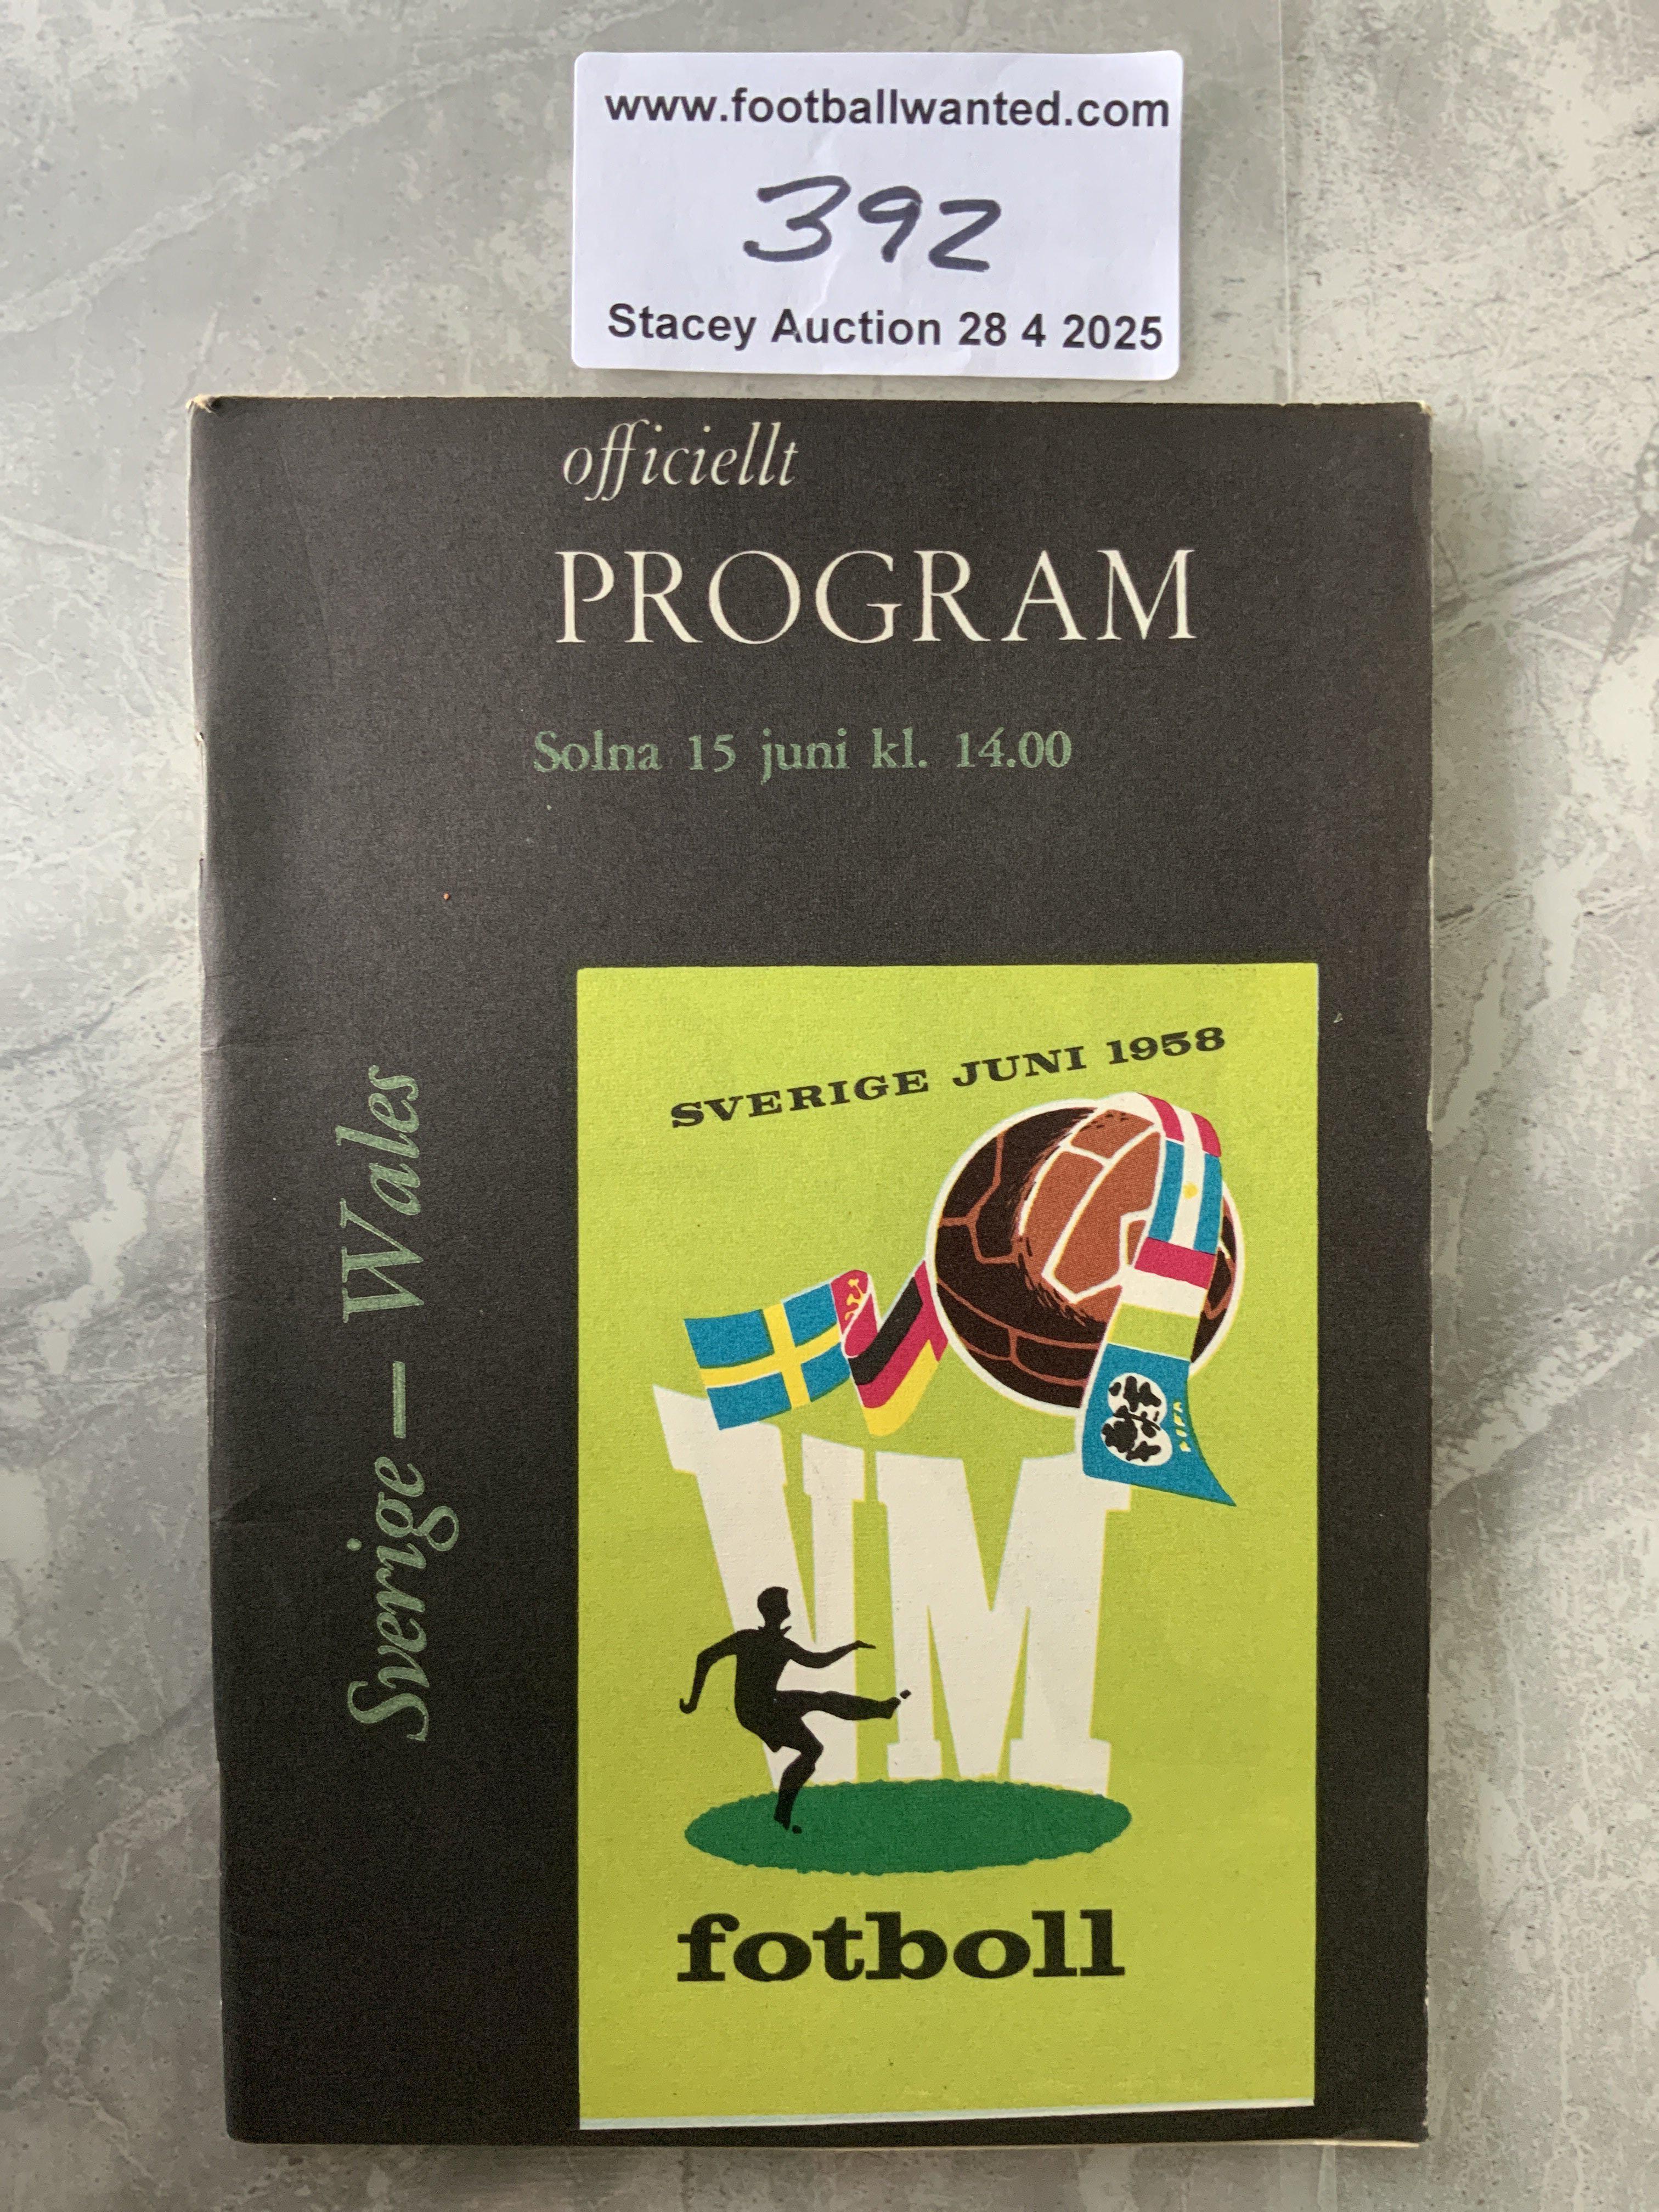 www.footballwanted.com
392
Stacey Auction 28 4 2025
officiellt
PROGRAM
Solna 15 juni kl. 14.00
Sverige — Wales
SVERIGE JUNI 1958
FIFA
VM
fotboll